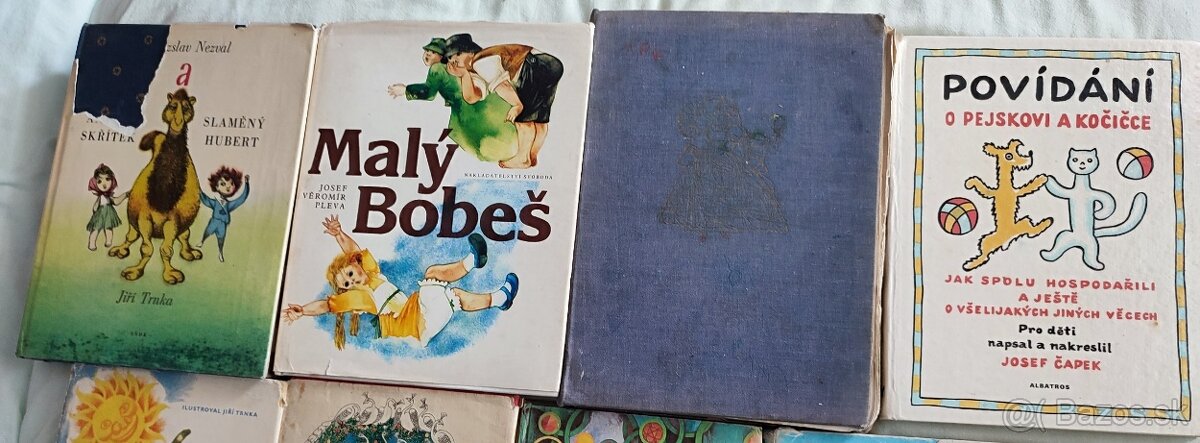 Nezval
a
SKŘÍTEK
SLAMĚNÝ
HUBERT
Jiří Trnka
Malý
NAKLADATELSTVÍ SVOBODA
JOSEF
VĚROMÍR
PLEVA
Bobeš
POVÍDÁNÍ
O PEJSKOVI A KOČIČCE
JAK SPOLU HOSPODAŘILI
A JEŠTĚ
O VŠELIJAKÝCH JINÝCH VĚCECH
Pro děti
napsal a nakreslil
JOSEF ČAPEK
ALBATROS
ILUSTROVAL JIŘÍ TRNKA
Bazos.sk